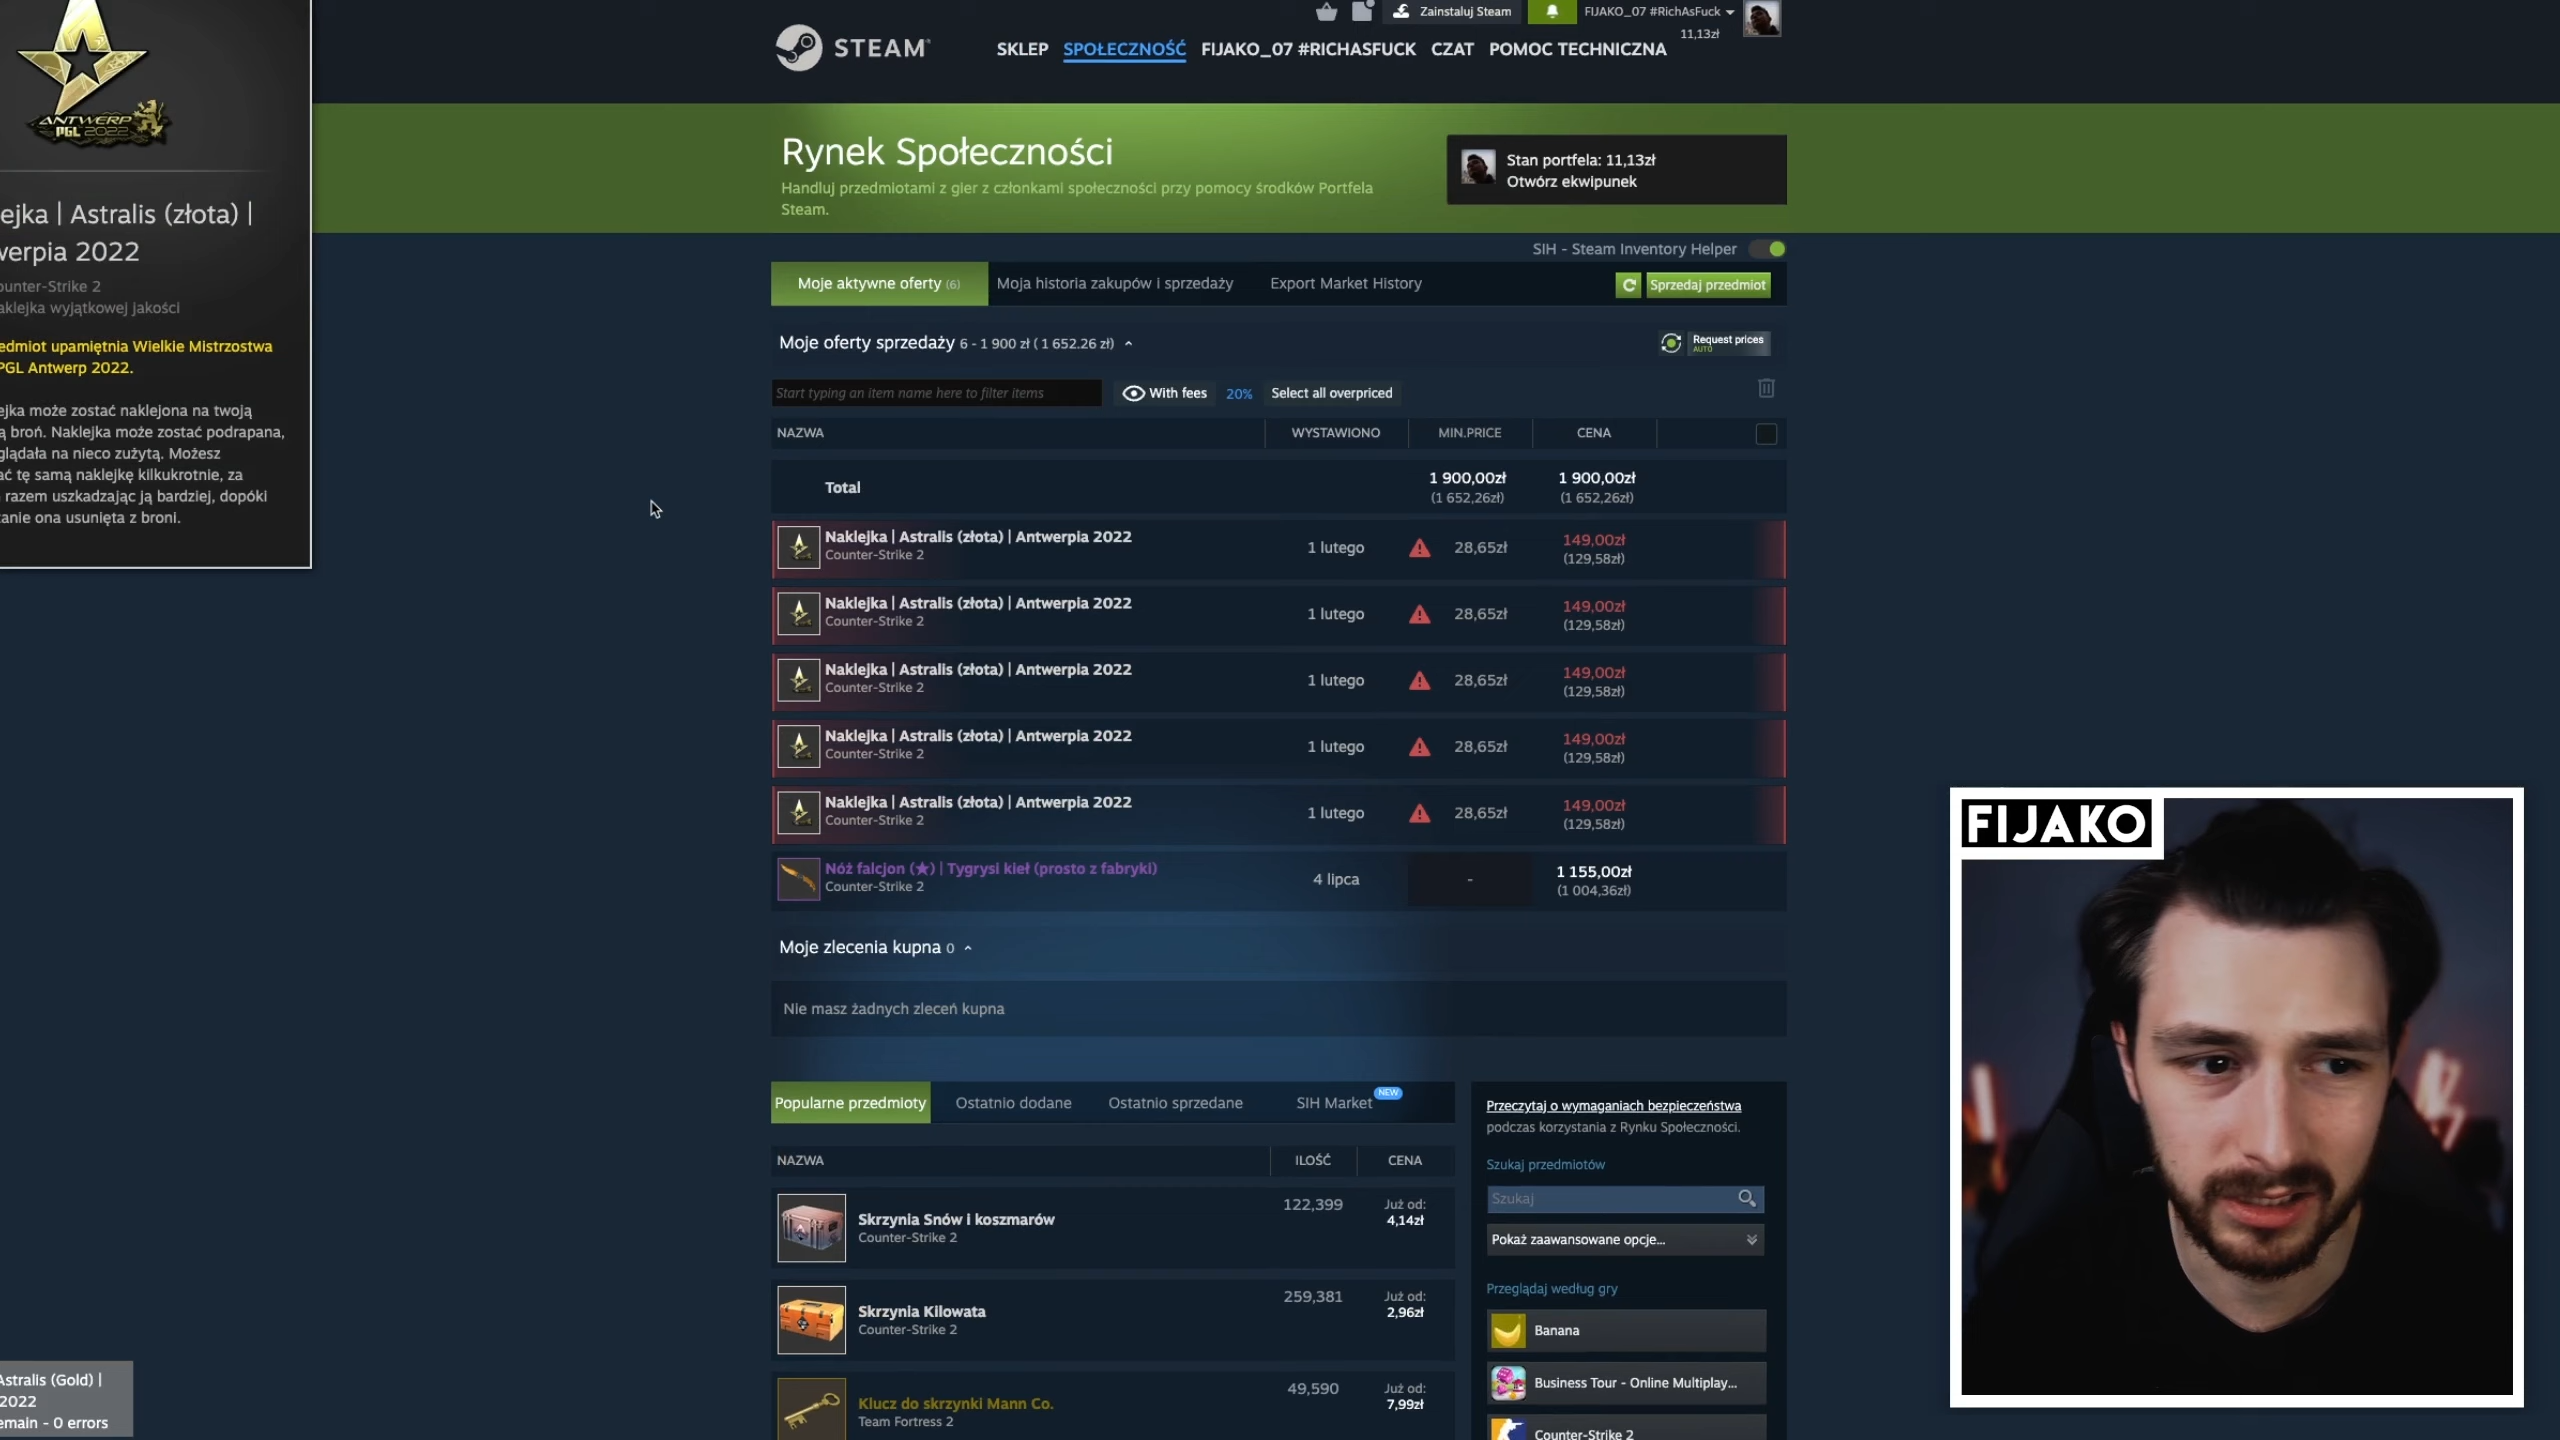 Zainstaluj Steam
FIJAKO_07 #RichAsFuck
11,13zł
STEAM
SKLEP SPOŁECZNOŚĆ FIJAKO_07 #RICHASFUCK CZAT POMOC TECHNICZNA
ANTWERP
PGL 2022
ejka | Astralis (złota) |
werpia 2022
ounter-Strike 2
aklejka wyjątkowej jakości
edmiot upamiętnia Wielkie Mistrzostwa
PGL Antwerp 2022.
ejka może zostać naklejona na twoją
ą broń. Naklejka może zostać podrapana,
glądała na nieco zużytą. Możesz
ać tę samą naklejkę kilkukrotnie, za
razem uszkadzając ją bardziej, dopóki
tanie ona usunięta z broni.
Rynek Społeczności
Handluj przedmiotami z gier z członkami społeczności przy pomocy środków Portfela
Steam.
Stan portfela: 11,13zł
Otwórz ekwipunek
SIH - Steam Inventory Helper
Moje aktywne oferty (6) Moja historia zakupów i sprzedaży Export Market History Sprzedaj przedmiot
Moje oferty sprzedaży 6 - 1 900 zł ( 1 652.26 zł)
Request prices
AUTO
Start typing an item name here to filter items With fees 20% Select all overpriced
NAZWA WYSTAWIONO MIN.PRICE CENA
Total 1 900,00zł 1 900,00zł
(1 652,26zł) (1 652,26zł)
Naklejka | Astralis (złota) | Antwerpia 2022
Counter-Strike 2
1 lutego 28,65zł 149,00zł
(129,58zł)
Naklejka | Astralis (złota) | Antwerpia 2022
Counter-Strike 2
1 lutego 28,65zł 149,00zł
(129,58zł)
Naklejka | Astralis (złota) | Antwerpia 2022
Counter-Strike 2
1 lutego 28,65zł 149,00zł
(129,58zł)
Naklejka | Astralis (złota) | Antwerpia 2022
Counter-Strike 2
1 lutego 28,65zł 149,00zł
(129,58zł)
Naklejka | Astralis (złota) | Antwerpia 2022
Counter-Strike 2
1 lutego 28,65zł 149,00zł
(129,58zł)
Nóż falcjon (★) | Tygrysi kieł (prosto z fabryki)
Counter-Strike 2
4 lipca - 1 155,00zł
(1 004,36zł)
Moje zlecenia kupna 0
Nie masz żadnych zleceń kupna
Popularne przedmioty Ostatnio dodane Ostatnio sprzedane SIH Market NEW
NAZWA ILOŚĆ CENA
Skrzynia Snów i koszmarów
Counter-Strike 2
122,399 Już od:
4,14zł
Skrzynia Kilowata
Counter-Strike 2
259,381 Już od:
2,96zł
Klucz do skrzynki Mann Co.
Team Fortress 2
49,590 Już od:
7,99zł
Przeczytaj o wymaganiach bezpieczeństwa
podczas korzystania z Rynku Społeczności.
Szukaj przedmiotów
Szukaj
Pokaż zaawansowane opcje...
Przeglądaj według gry
Banana
Business Tour - Online Multiplay...
Counter-Strike 2
FIJAKO
Astralis (Gold) |
2022
emain - 0 errors